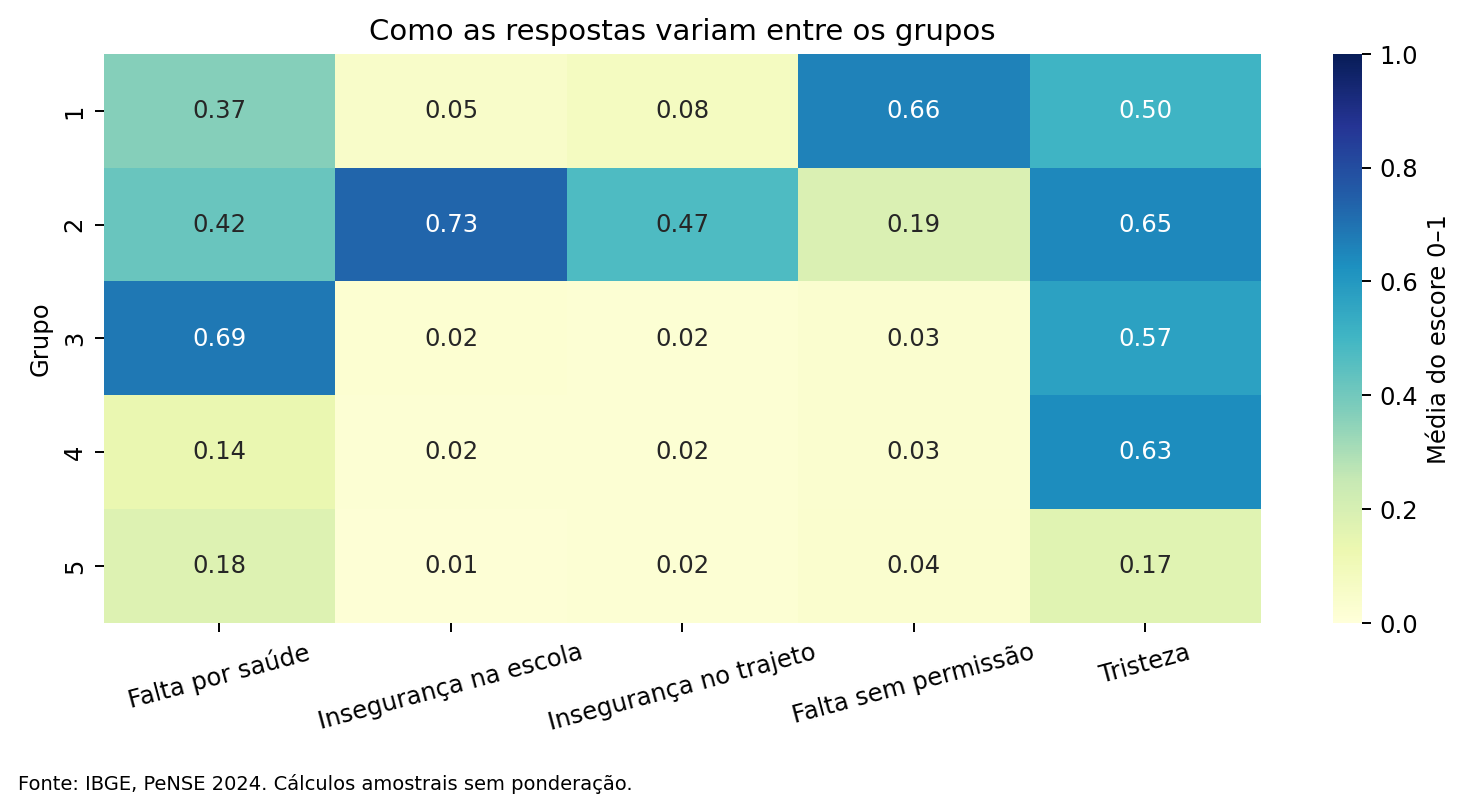 Como as respostas variam entre os grupos
1 0.37 0.05 0.08 0.66 0.50
2 0.42 0.73 0.47 0.19 0.65
3 0.69 0.02 0.02 0.03 0.57
4 0.14 0.02 0.02 0.03 0.63
5 0.18 0.01 0.02 0.04 0.17
Grupo
Falta por saúde
Insegurança na escola
Insegurança no trajeto
Falta sem permissão
Tristeza
1.0
0.8
0.6
0.4
0.2
0.0
Média do escore 0–1
Fonte: IBGE, PeNSE 2024. Cálculos amostrais sem ponderação.